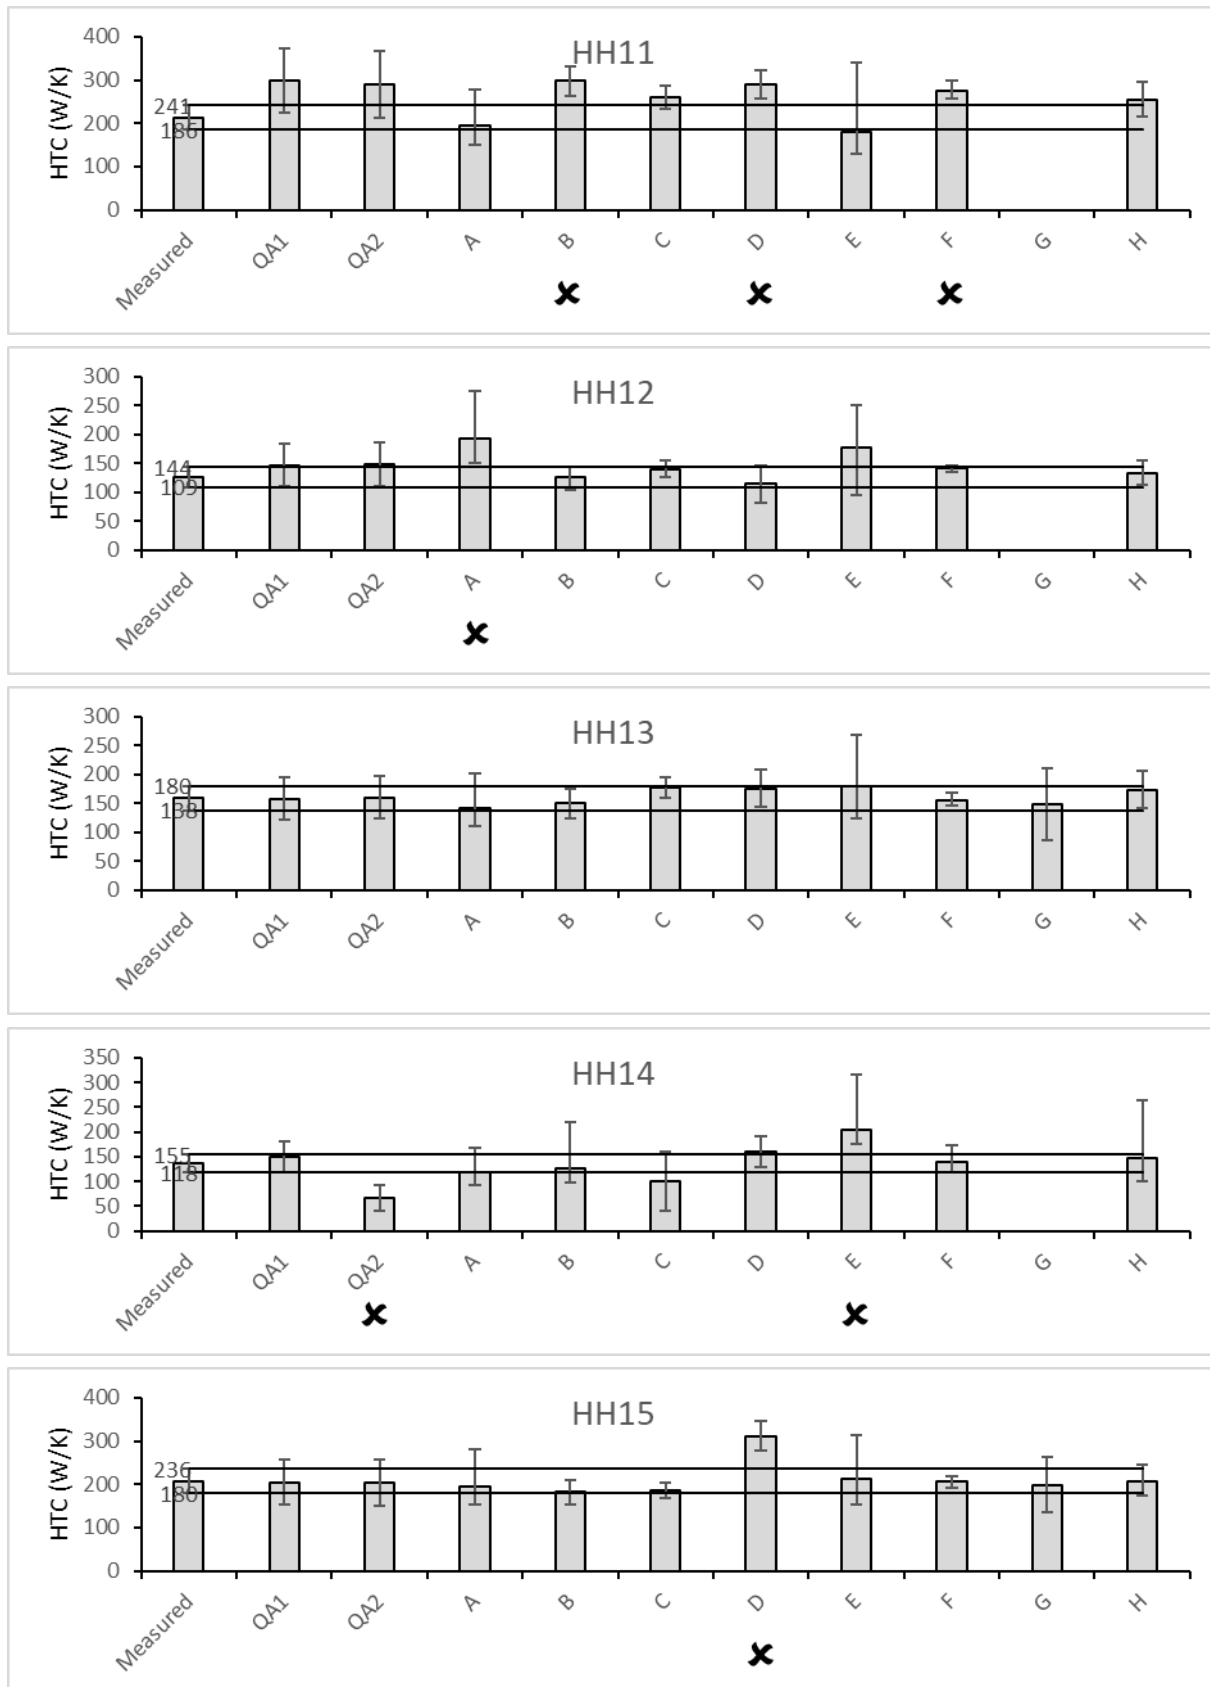 HH11
HTC (W/K)
400
300
200
100
0
241
186
Measured QA1 QA2 A B C D E F G H
✘ ✘ ✘
HH12
HTC (W/K)
300
250
200
150
100
50
0
144
109
Measured QA1 QA2 A B C D E F G H
✘
HH13
HTC (W/K)
300
250
200
150
100
50
0
180
138
Measured QA1 QA2 A B C D E F G H
HH14
HTC (W/K)
350
300
250
200
150
100
50
0
155
118
Measured QA1 QA2 A B C D E F G H
✘ ✘
HH15
HTC (W/K)
400
300
200
100
0
236
180
Measured QA1 QA2 A B C D E F G H
✘